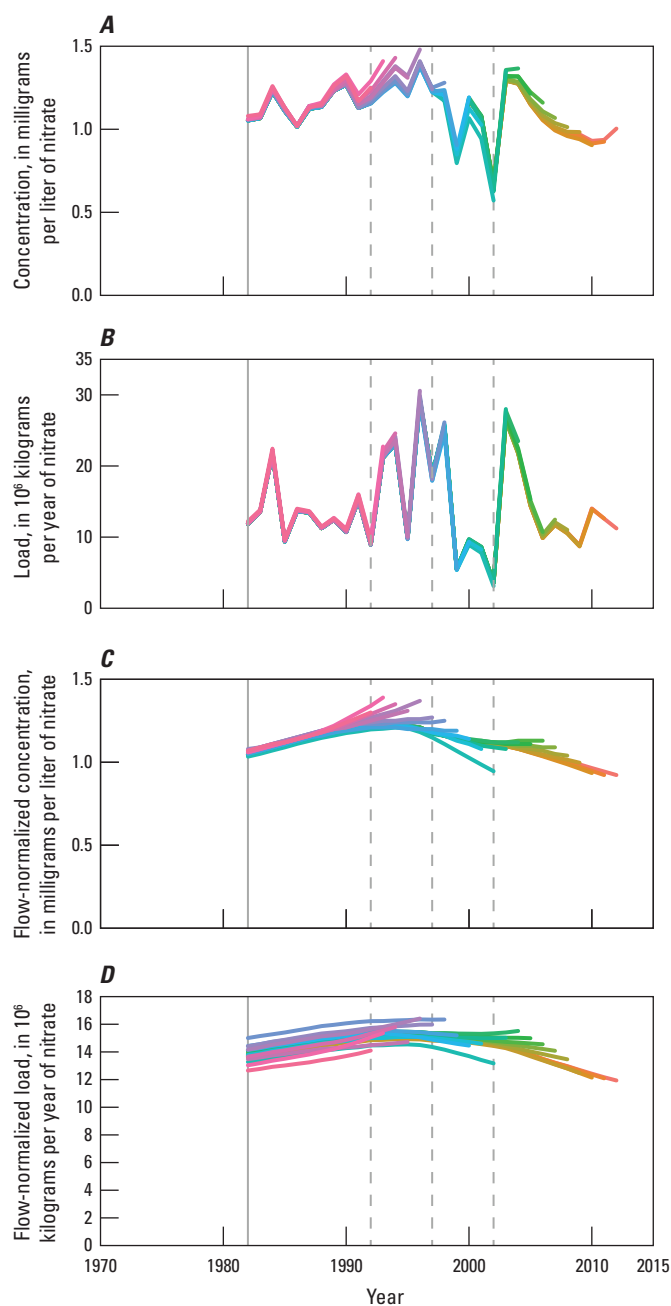 A
Concentration, in milligrams
per liter of nitrate
1.5
1.0
0.5
0.0
B
Load, in 10⁶ kilograms
per year of nitrate
35
30
20
10
0
C
Flow-normalized concentration,
in milligrams per liter of nitrate
1.5
1.0
0.5
0.0
D
Flow-normalized load, in 10⁶
kilograms per year of nitrate
18
16
14
12
10
8
6
4
2
0
1970 1980 1990 2000 2010 2015
Year